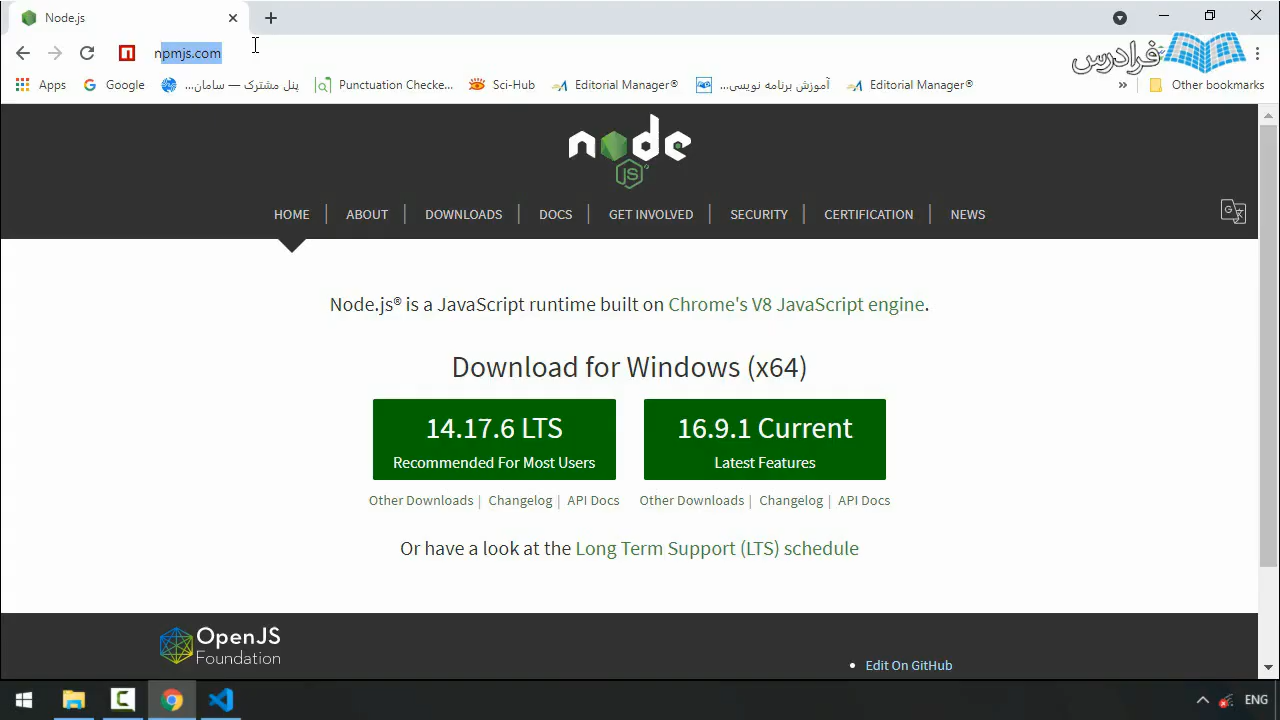 Node.js
npmjs.com
فرادرس
Apps
Google
پنل مشترک — سامان...
Punctuation Checke...
Sci-Hub
Editorial Manager®
آموزش برنامه نویسی...
Editorial Manager®
»
Other bookmarks
node
JS
HOME
ABOUT
DOWNLOADS
DOCS
GET INVOLVED
SECURITY
CERTIFICATION
NEWS
Node.js® is a JavaScript runtime built on Chrome's V8 JavaScript engine.
Download for Windows (x64)
14.17.6 LTS
Recommended For Most Users
16.9.1 Current
Latest Features
Other Downloads | Changelog | API Docs
Other Downloads | Changelog | API Docs
Or have a look at the Long Term Support (LTS) schedule
OpenJS
Foundation
• Edit On GitHub
ENG